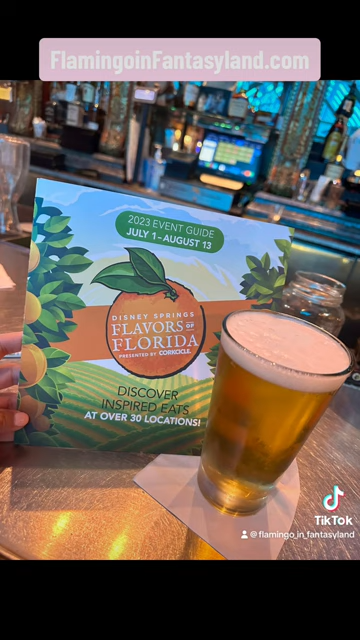 FlamingoinFantasyland.com
2023 EVENT GUIDE
JULY 1 - AUGUST 13
DISNEY SPRINGS
FLAVORS OF
FLORIDA
PRESENTED BY CORKCICLE.
DISCOVER
INSPIRED EATS
AT OVER 30 LOCATIONS!
TikTok
@flamingo_in_fantasyland